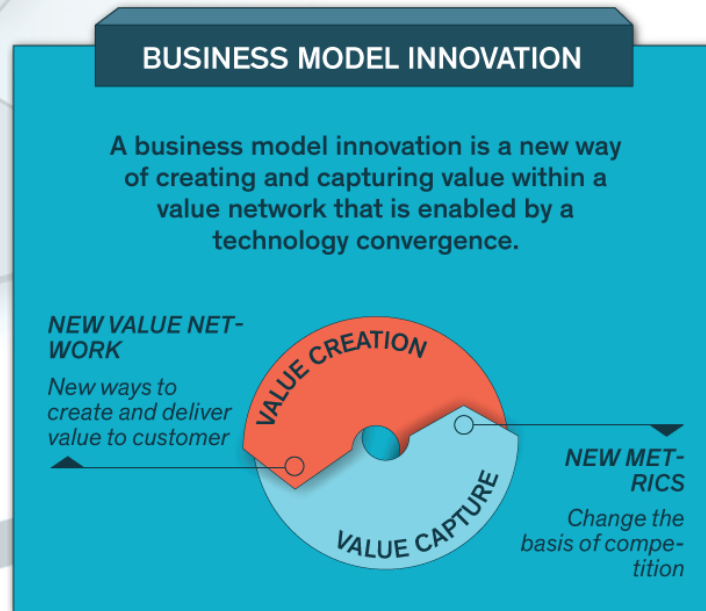 BUSINESS MODEL INNOVATION
A business model innovation is a new way
of creating and capturing value within a
value network that is enabled by a
technology convergence.
NEW VALUE NET-
WORK
New ways to
create and deliver
value to customer
VALUE CREATION
VALUE CAPTURE
NEW MET-
RICS
Change the
basis of compe-
tition